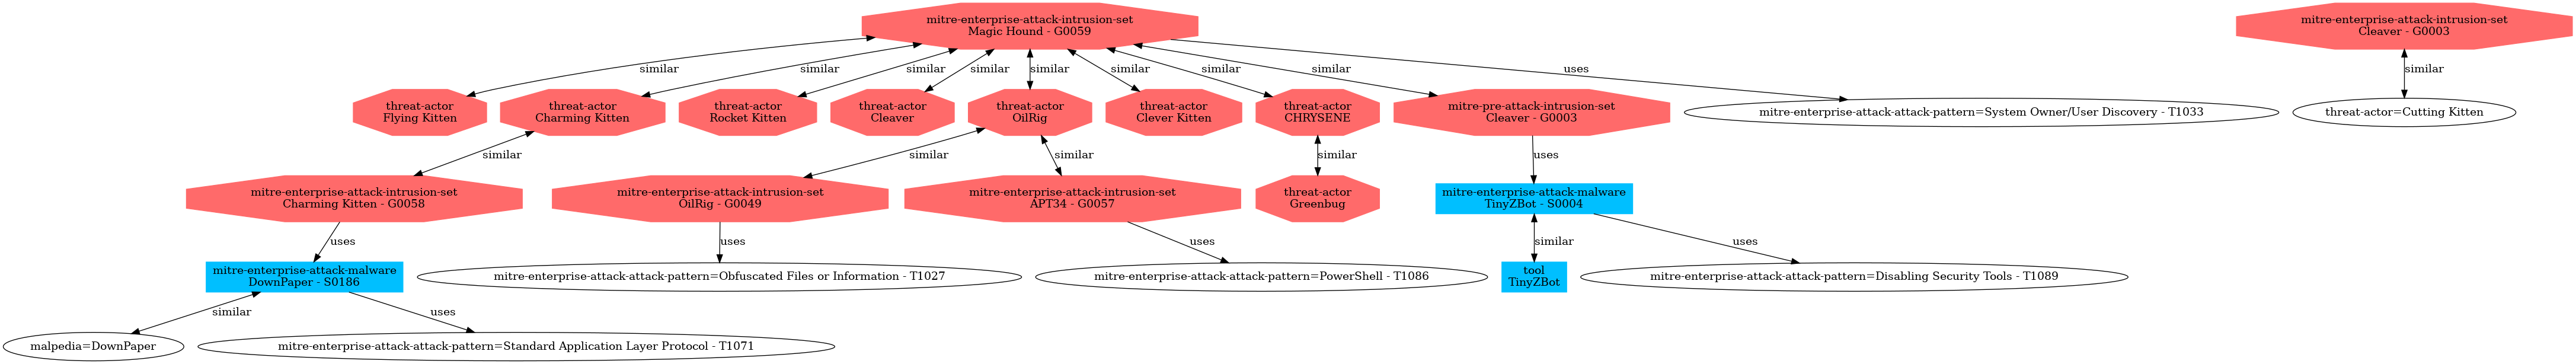 mitre-enterprise-attack-intrusion-set
Magic Hound - G0059
mitre-enterprise-attack-intrusion-set
Cleaver - G0003
similar
similar
similar
similar
similar
similar
similar
similar
uses
similar
threat-actor
Flying Kitten
threat-actor
Charming Kitten
threat-actor
Rocket Kitten
threat-actor
Cleaver
threat-actor
OilRig
threat-actor
Clever Kitten
threat-actor
CHRYSENE
mitre-pre-attack-intrusion-set
Cleaver - G0003
mitre-enterprise-attack-attack-pattern=System Owner/User Discovery - T1033
threat-actor=Cutting Kitten
similar
similar
similar
similar
uses
mitre-enterprise-attack-intrusion-set
Charming Kitten - G0058
mitre-enterprise-attack-intrusion-set
OilRig - G0049
mitre-enterprise-attack-intrusion-set
APT34 - G0057
threat-actor
Greenbug
mitre-enterprise-attack-malware
TinyZBot - S0004
uses
uses
uses
similar
uses
mitre-enterprise-attack-malware
DownPaper - S0186
mitre-enterprise-attack-attack-pattern=Obfuscated Files or Information - T1027
mitre-enterprise-attack-attack-pattern=PowerShell - T1086
tool
TinyZBot
mitre-enterprise-attack-attack-pattern=Disabling Security Tools - T1089
similar
uses
malpedia=DownPaper
mitre-enterprise-attack-attack-pattern=Standard Application Layer Protocol - T1071